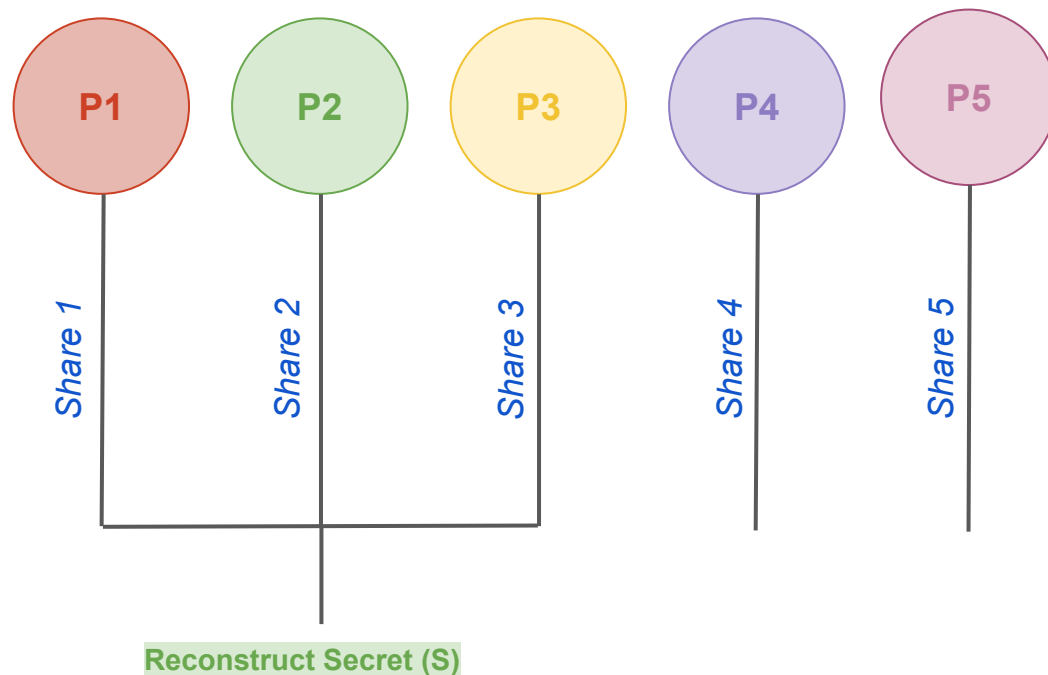 P1
P2
P3
P4
P5
Share 1
Share 2
Share 3
Share 4
Share 5
Reconstruct Secret (S)